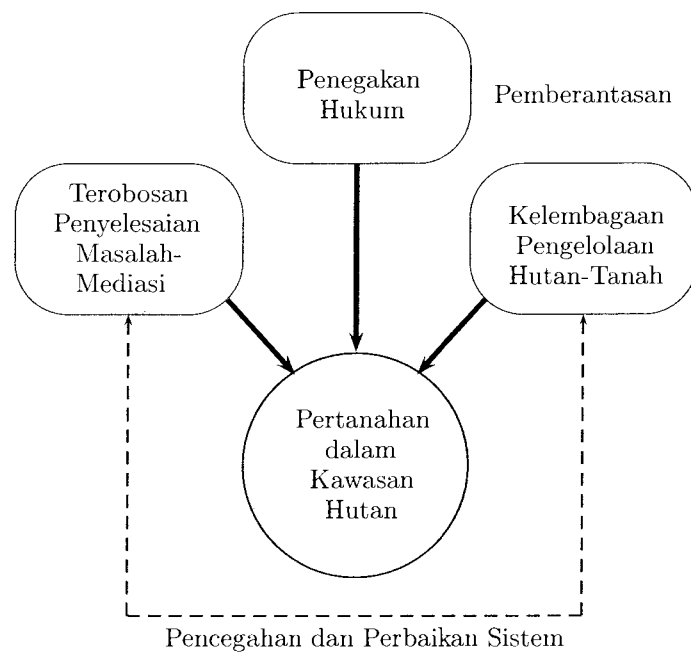 Penegakan
Hukum
Pemberantasan
Terobosan
Penyelesaian
Masalah-
Mediasi
Kelembagaan
Pengelolaan
Hutan-Tanah
Pertanahan
dalam
Kawasan
Hutan
Pencegahan dan Perbaikan Sistem